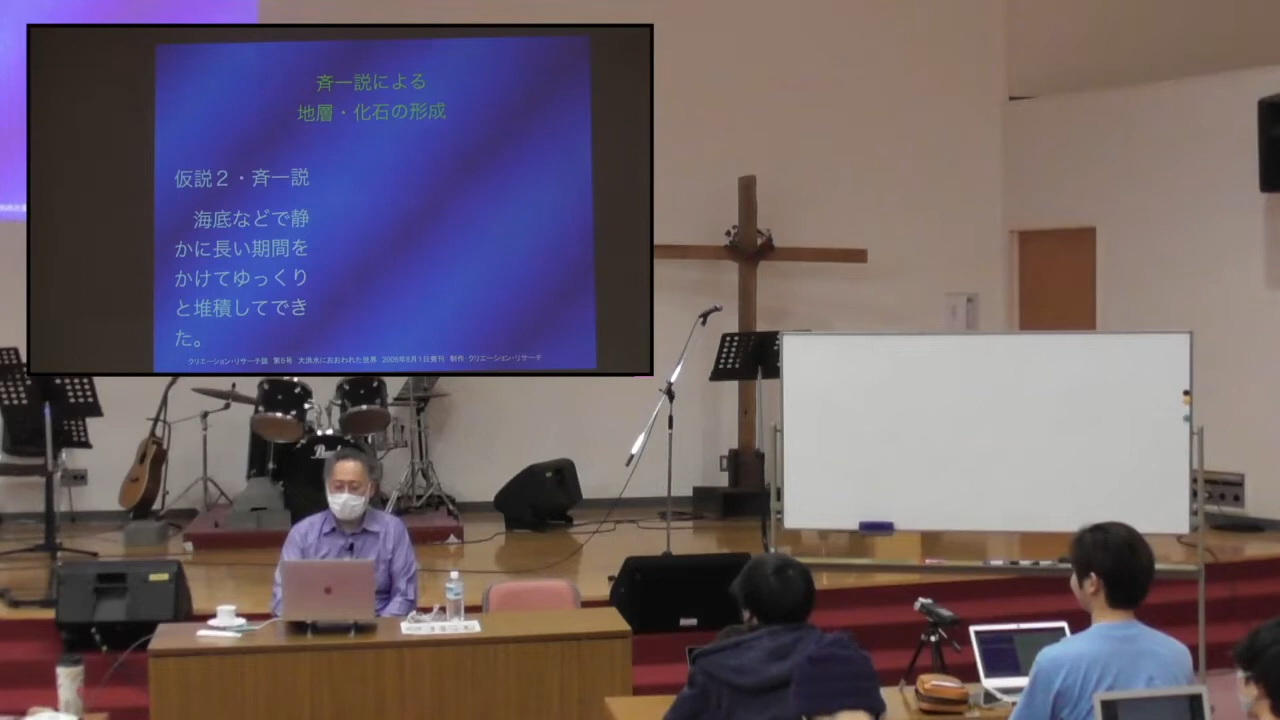 斉一説による
地層・化石の形成
仮説２・斉一説
海底などで静
かに長い期間を
かけてゆっくり
と堆積してでき
た。
クリエーション・リサーチ誌 第5号 大洪水におおわれた世界 2005年8月1日発刊 制作 クリエーション・リサーチ